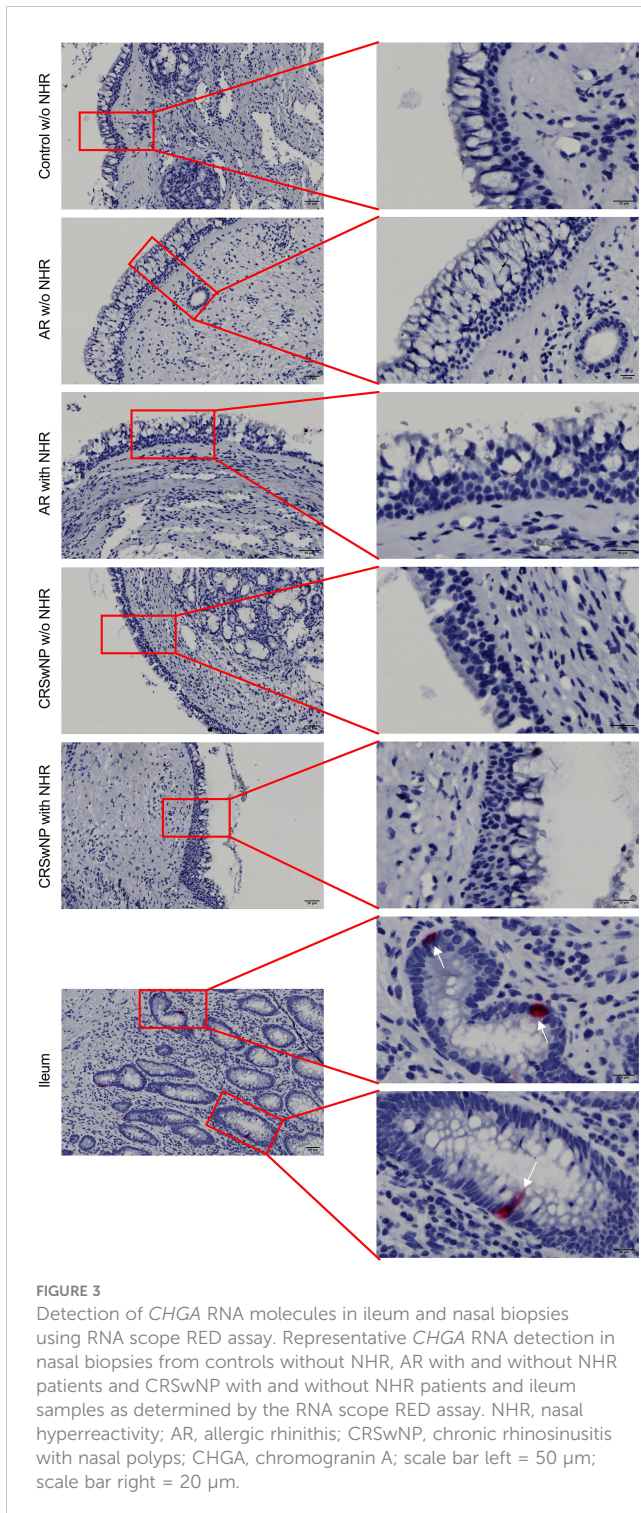 Control w/o NHR
AR w/o NHR
AR with NHR
CRSwNP w/o NHR
CRSwNP with NHR
Ileum
FIGURE 3
Detection of CHGA RNA molecules in ileum and nasal biopsies
using RNA scope RED assay. Representative CHGA RNA detection in
nasal biopsies from controls without NHR, AR with and without NHR
patients and CRSwNP with and without NHR patients and ileum
samples as determined by the RNA scope RED assay. NHR, nasal
hyperreactivity; AR, allergic rhinithis; CRSwNP, chronic rhinosinusitis
with nasal polyps; CHGA, chromogranin A; scale bar left = 50 µm;
scale bar right = 20 µm.